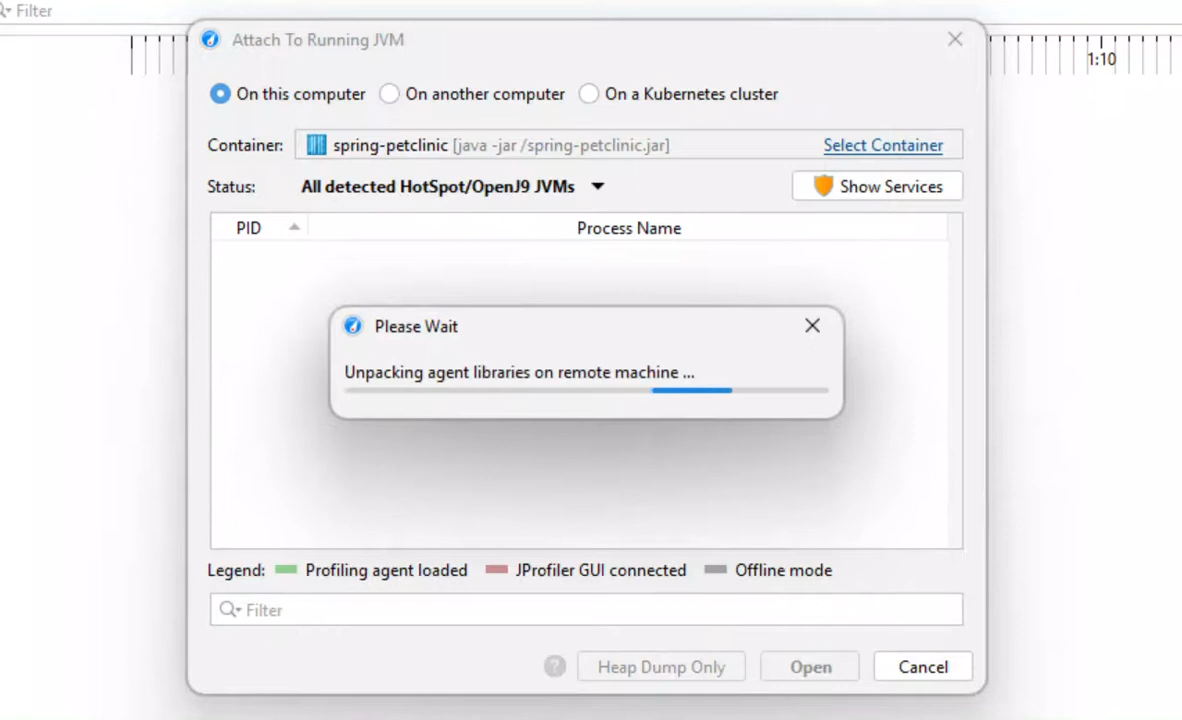 Filter
Attach To Running JVM
1:10
On this computer On another computer On a Kubernetes cluster
Container: spring-petclinic [java -jar /spring-petclinic.jar] Select Container
Status: All detected HotSpot/OpenJ9 JVMs Show Services
PID Process Name
Please Wait
Unpacking agent libraries on remote machine ...
Legend: Profiling agent loaded JProfiler GUI connected Offline mode
Filter
? Heap Dump Only Open Cancel